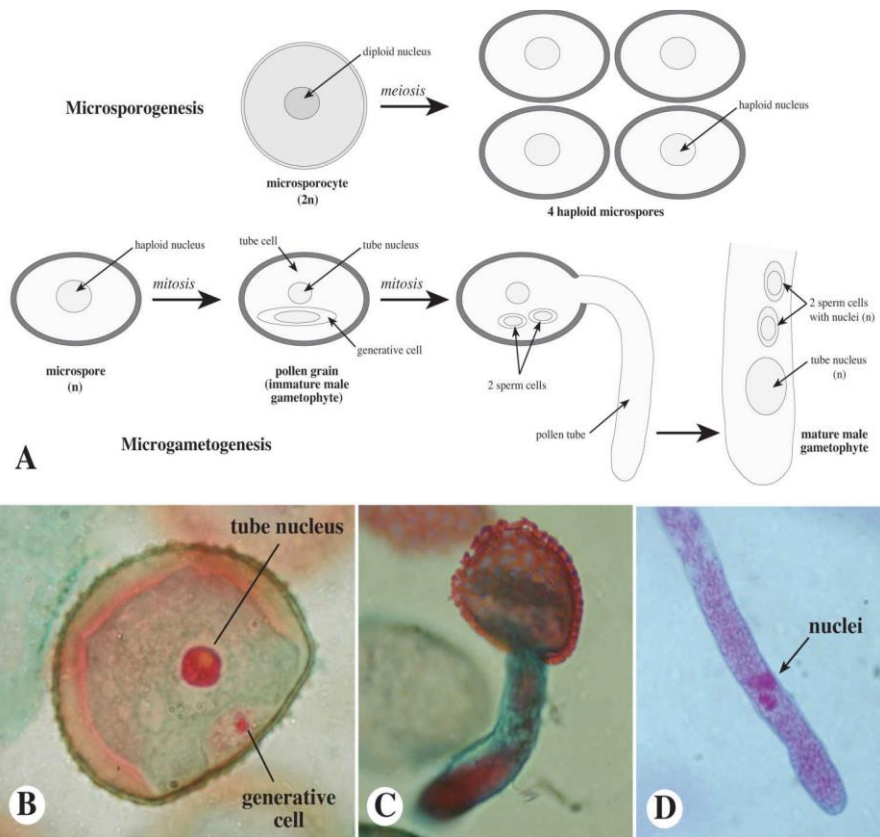 diploid nucleus
meiosis
Microsporogenesis
haploid nucleus
microsporocyte
(2n)
4 haploid microspores
haploid nucleus
mitosis
tube cell
tube nucleus
mitosis
generative cell
2 sperm cells
with nuclei (n)
tube nucleus
(n)
microspore
(n)
pollen grain
(immature male
gametophyte)
2 sperm cells
pollen tube
mature male
gametophyte
Microgametogenesis
A
tube nucleus
generative
cell
B
C
nuclei
D